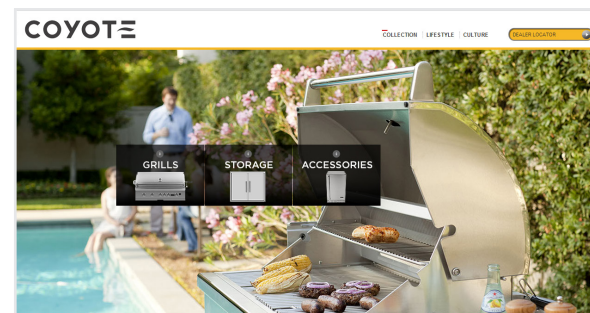 COYOTE
COLLECTION LIFESTYLE CULTURE DEALER LOCATOR
GRILLS STORAGE ACCESSORIES